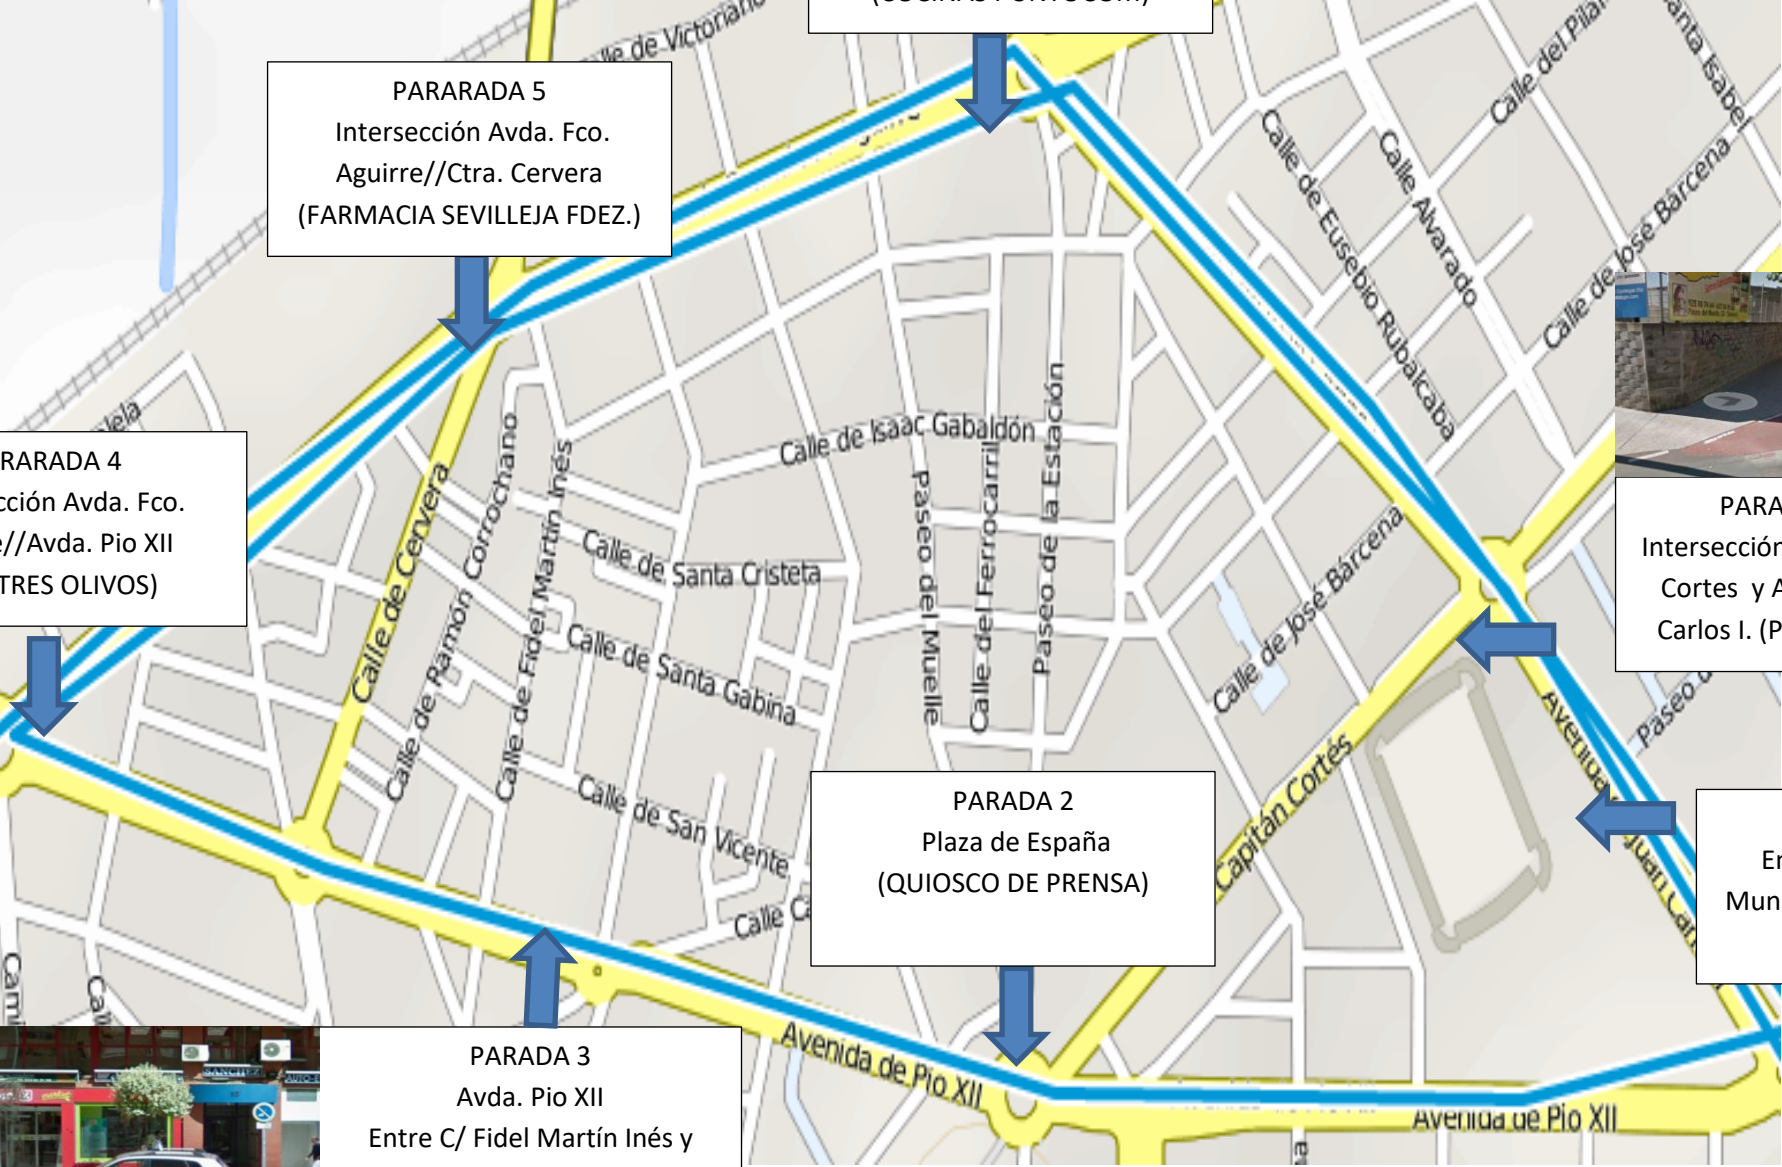 PARARADA 5
Intersección Avda. Fco.
Aguirre//Ctra. Cervera
(FARMACIA SEVILLEJA FDEZ.)
RARADA 4
cción Avda. Fco.
e//Avda. Pio XII
TRES OLIVOS)
PARADA 2
Plaza de España
(QUIOSCO DE PRENSA)
PARADA 3
Avda. Pio XII
Entre C/ Fidel Martín Inés y
PARA
Intersección
Cortes y A
Carlos I. (P
Mun
Calle del Pilar
Calle de Eusebio Rubalcaba
Calle Alvarado
Calle de José Bárcena
Calle de José Bárcena
Calle de Isaac Gabaldón
Calle de Cervera
Calle de Ramón Corrochano
Calle de Fidel Martín Inés
Calle de Santa Cristeta
Calle de Santa Gabina
Calle de San Vicente
Paseo del Muelle
Calle del Ferrocarril
Paseo de la Estación
Capitán Cortés
Avenida
Juan Carl
Avenida de Pio XII
Avenida de Pio XII